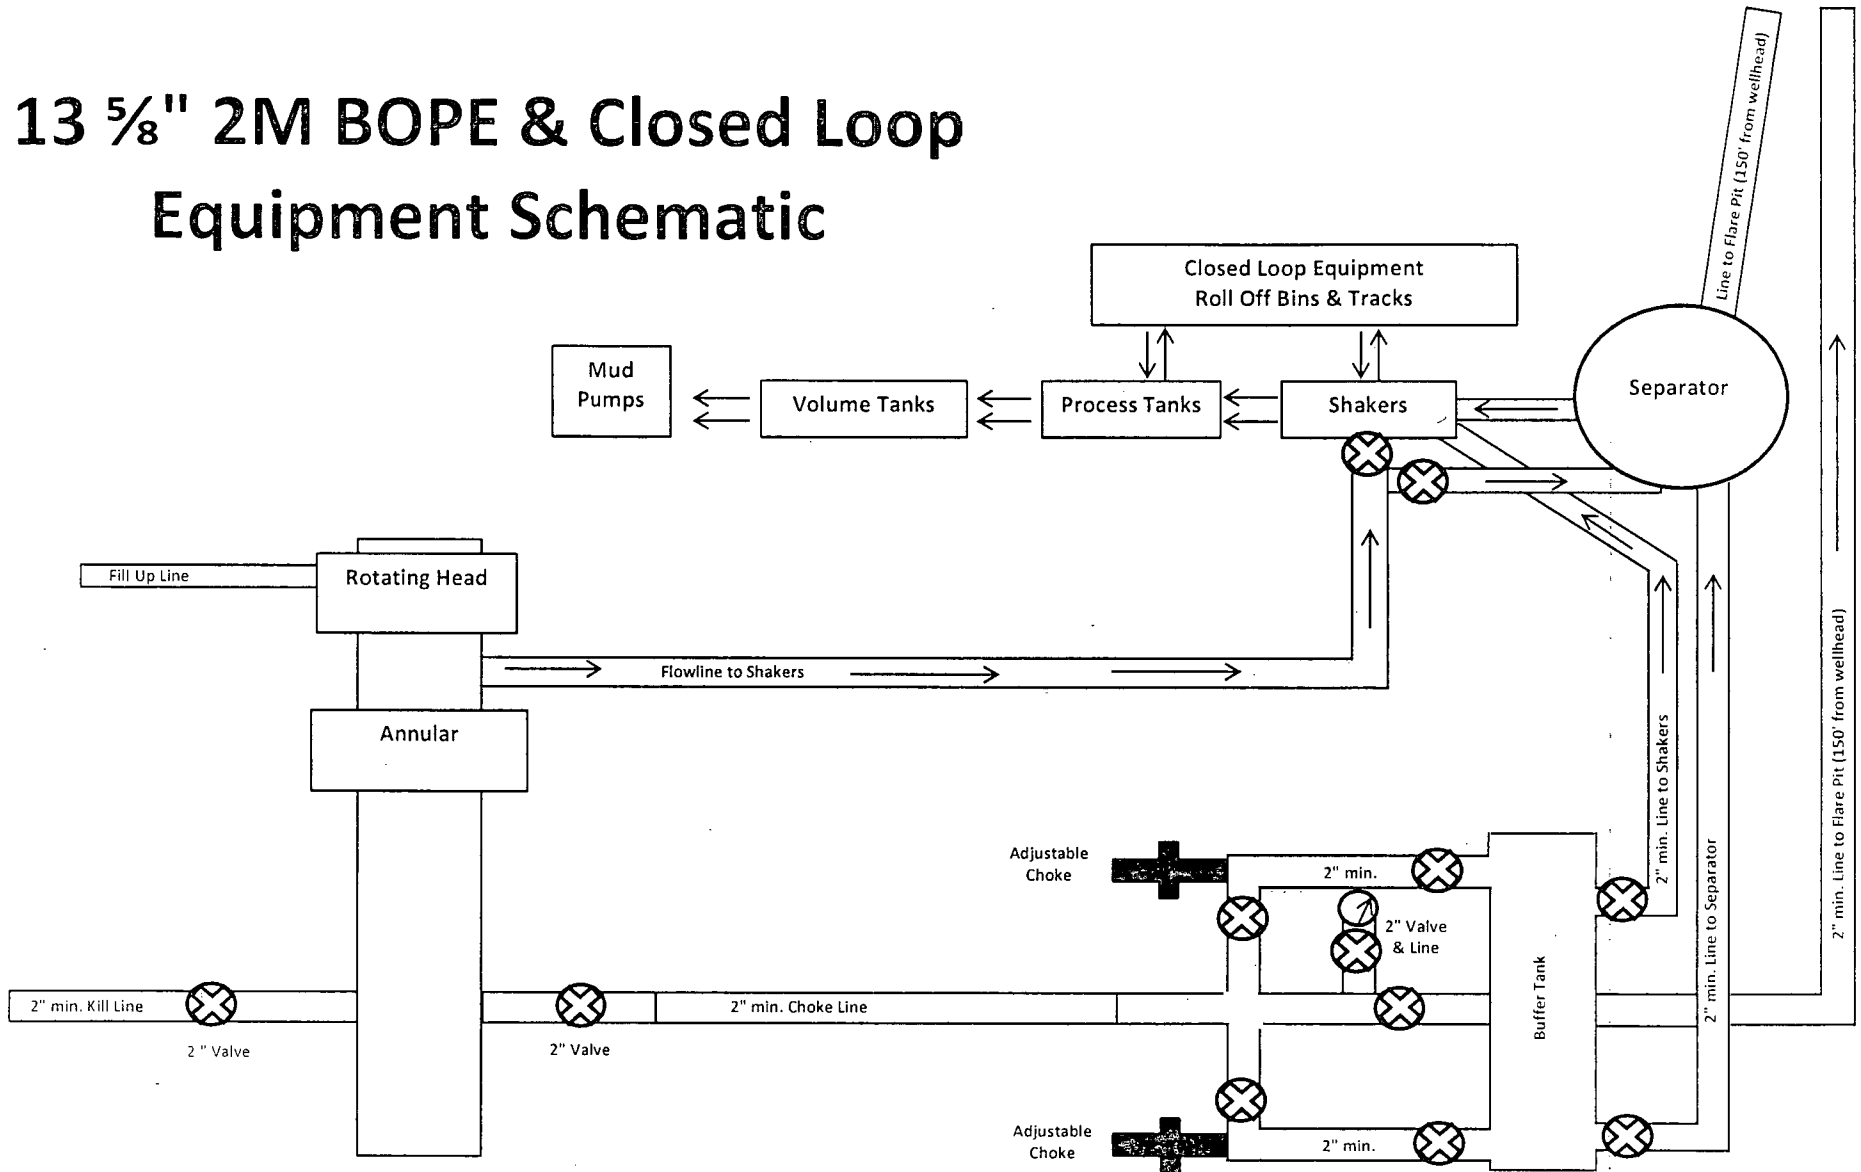 13 ⅝" 2M BOPE & Closed Loop
Equipment Schematic
Line to Flare Pit (150' from wellhead)
Closed Loop Equipment
Roll Off Bins & Tracks
Mud
Pumps
Volume Tanks
Process Tanks
Shakers
Separator
Fill Up Line
Rotating Head
Flowline to Shakers
Annular
2" min. Line to Shakers
2" min. Line to Separator
2" min. Line to Flare Pit (150' from wellhead)
Adjustable
Choke
2" min.
2" Valve
& Line
2" min. Kill Line
2 " Valve
2" Valve
2" min. Choke Line
Buffer Tank
Adjustable
Choke
2" min.